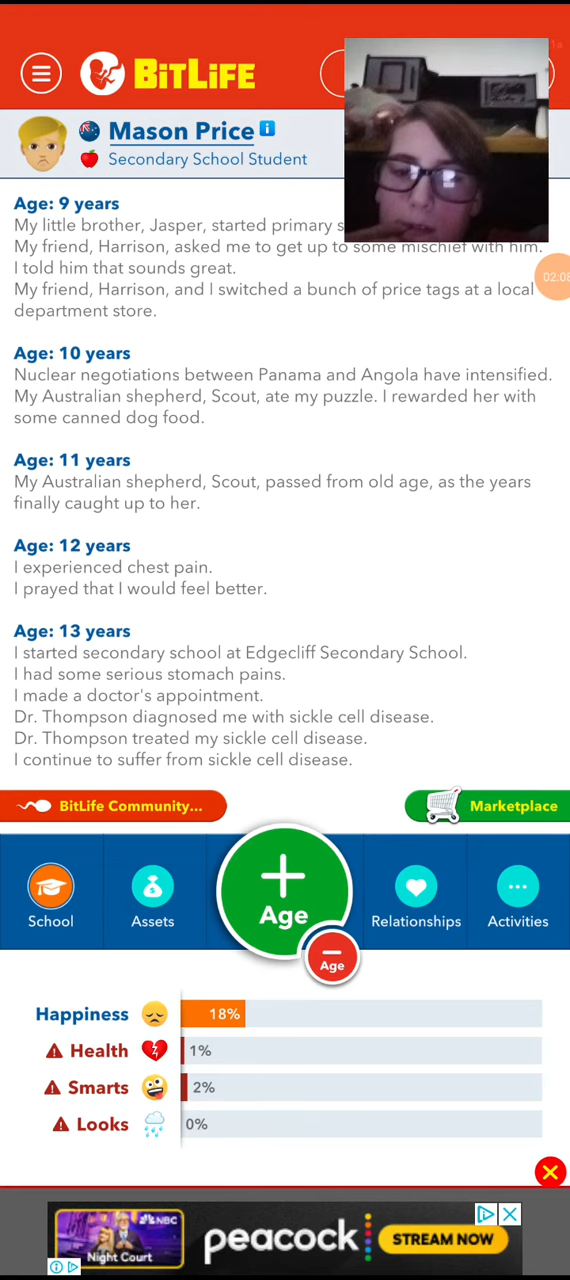 BitLife
Mason Price i
Secondary School Student
02:08
Age: 9 years
My little brother, Jasper, started primary s
My friend, Harrison, asked me to get up to some mischief with him.
I told him that sounds great.
My friend, Harrison, and I switched a bunch of price tags at a local
department store.
Age: 10 years
Nuclear negotiations between Panama and Angola have intensified.
My Australian shepherd, Scout, ate my puzzle. I rewarded her with
some canned dog food.
Age: 11 years
My Australian shepherd, Scout, passed from old age, as the years
finally caught up to her.
Age: 12 years
I experienced chest pain.
I prayed that I would feel better.
Age: 13 years
I started secondary school at Edgecliff Secondary School.
I had some serious stomach pains.
I made a doctor's appointment.
Dr. Thompson diagnosed me with sickle cell disease.
Dr. Thompson treated my sickle cell disease.
I continue to suffer from sickle cell disease.
BitLife Community... Marketplace
School Assets Age Relationships Activities
Age
Happiness 18%
Health 1%
Smarts 2%
Looks 0%
NBC
Night Court peacock STREAM NOW